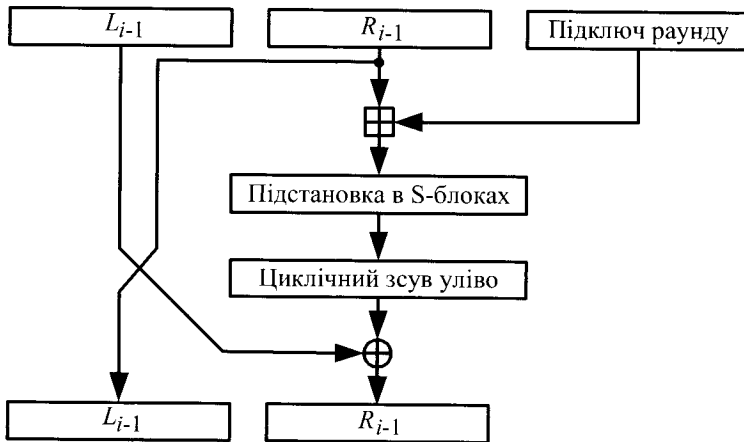 L_{i-1}
R_{i-1}
Підключ раунду
Підстановка в S-блоках
Циклічний зсув уліво
L_{i-1}
R_{i-1}